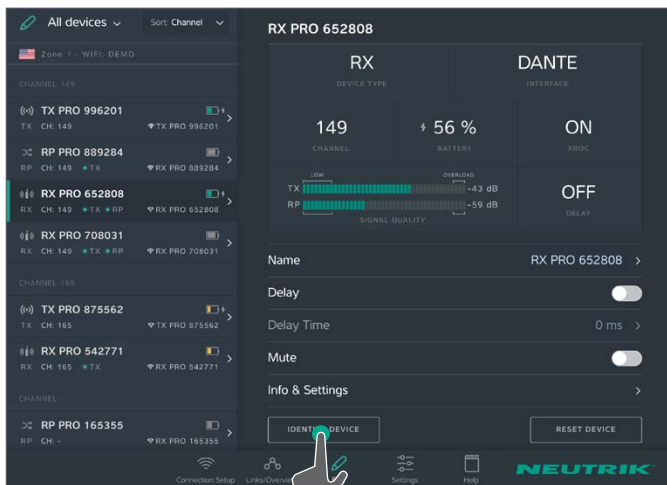 All devices
Sort: Channel
Zone 1 - WIFI: DEMO
CHANNEL 149
TX PRO 996201
TX CH: 149 TX PRO 996201
RP PRO 889284
RP CH: 149 TX RX PRO 889284
RX PRO 652808
RX CH: 149 TX RP RX PRO 652808
RX PRO 708031
RX CH: 149 TX RP RX PRO 708031
CHANNEL 165
TX PRO 875562
TX CH: 165 TX PRO 875562
RX PRO 542771
RX CH: 165 TX RX PRO 542771
CHANNEL -
RP PRO 165355
RP CH: - RX PRO 165355
RX PRO 652808
RX
DEVICE TYPE
DANTE
INTERFACE
149
CHANNEL
56 %
BATTERY
ON
XROC
LOW OVERLOAD
TX -43 dB
RP -59 dB
SIGNAL QUALITY
OFF
DELAY
Name RX PRO 652808
Delay
Delay Time 0 ms
Mute
Info & Settings
DEVICE
RESET DEVICE
Connection Setup
Settings
Help
NEUTRIK